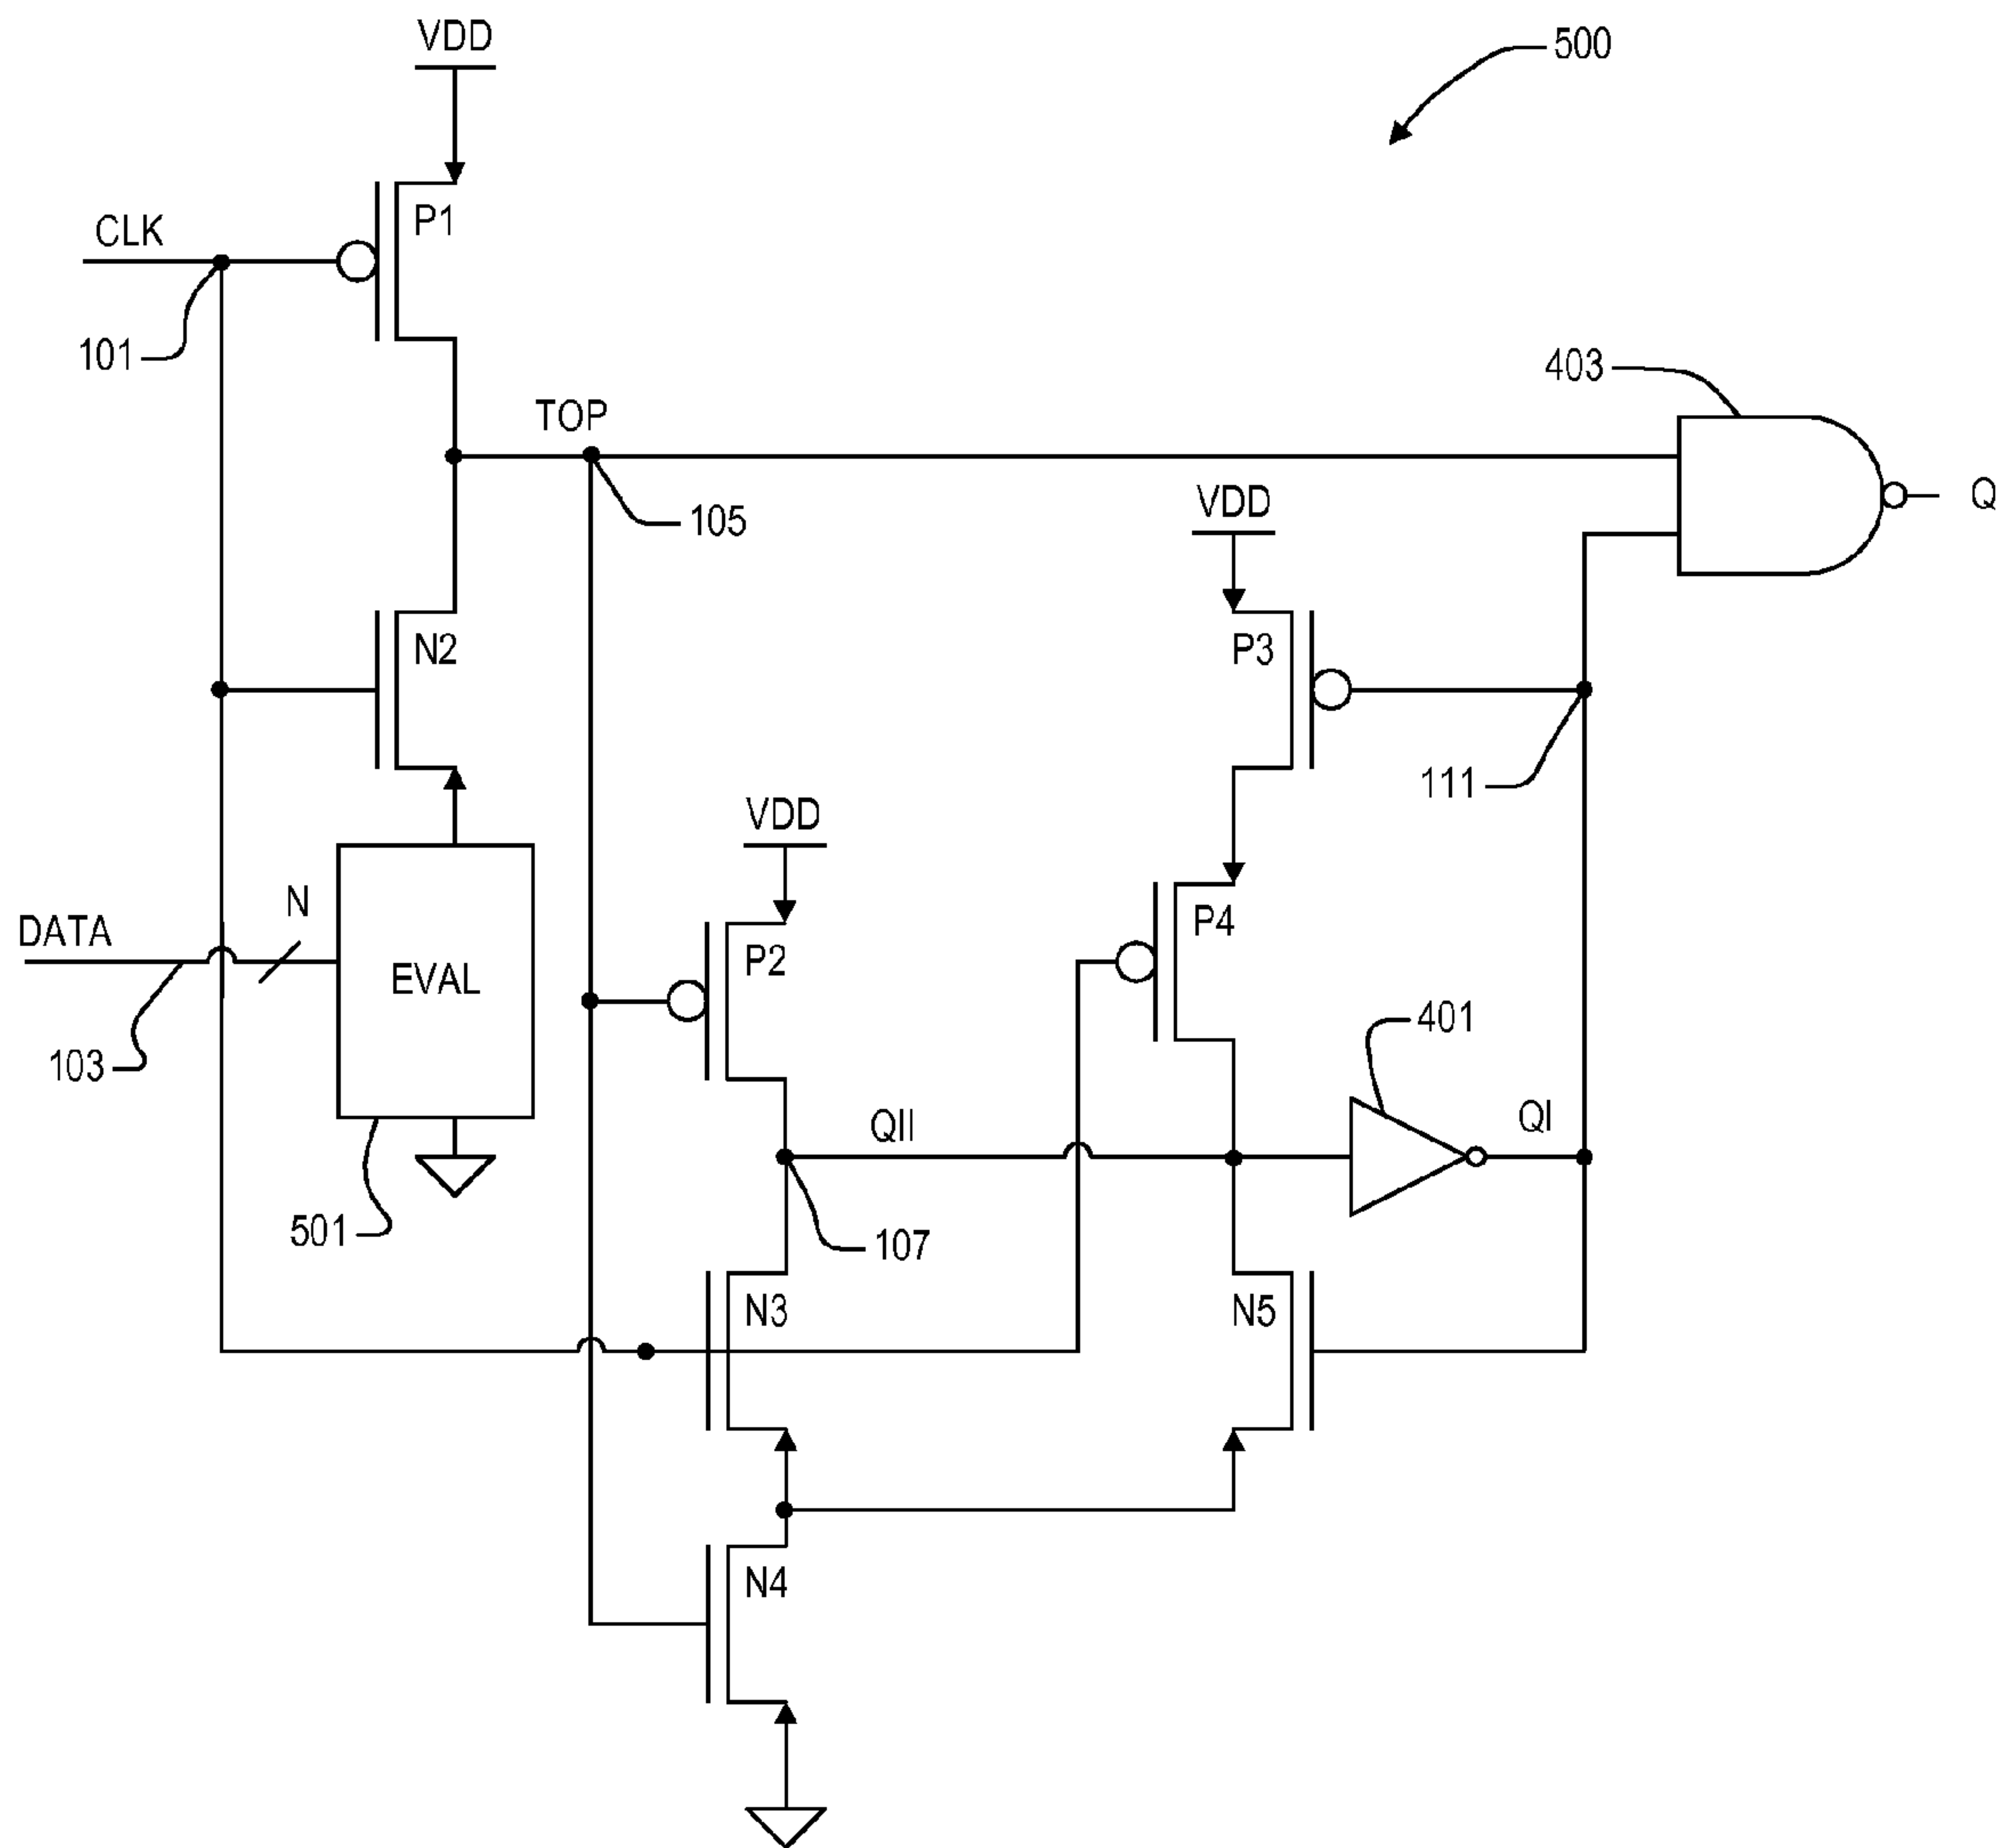 VDD
500
P1
CLK
101
403
TOP
105
VDD
Q
N2
P3
111
VDD
N
DATA
EVAL
P2
P4
401
103
QII
QI
501
107
N3
N5
N4